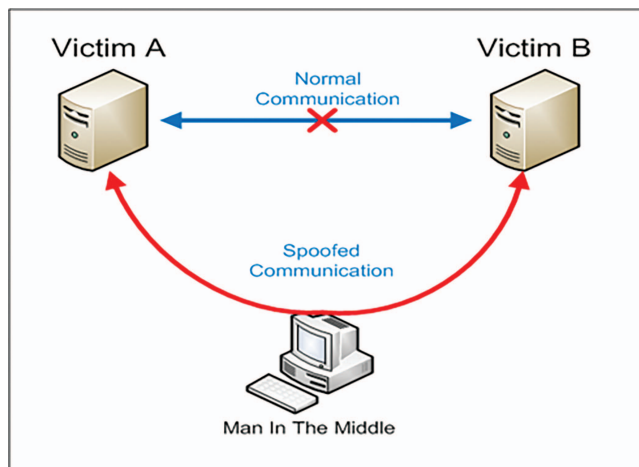 Victim A
Victim B
Normal
Communication
Spoofed
Communication
Man In The Middle